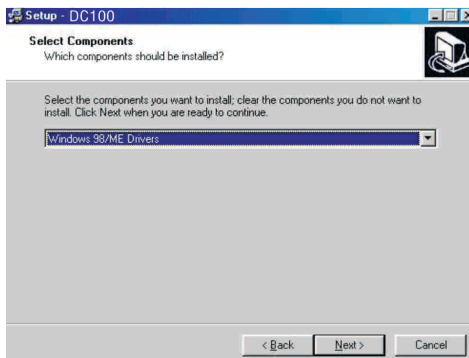 Setup - DC100
Select Components
Which components should be installed?
Select the components you want to install; clear the components you do not want to
install. Click Next when you are ready to continue.
Windows 98/ME Drivers
< Back Next > Cancel